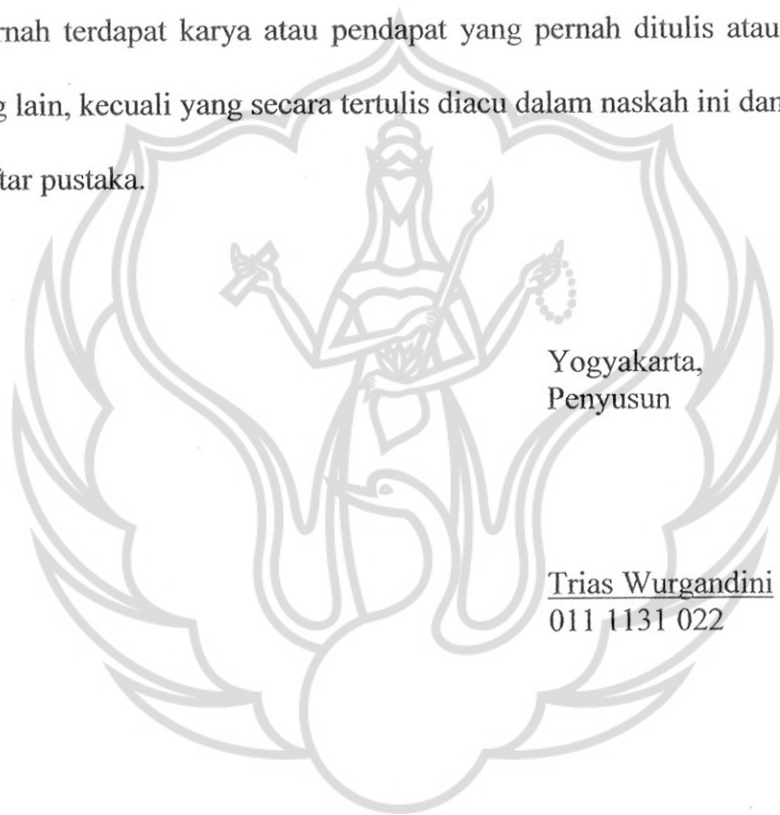 rnah terdapat karya atau pendapat yang pernah ditulis atau
g lain, kecuali yang secara tertulis diacu dalam naskah ini dan
tar pustaka.
Yogyakarta,
Penyusun
Trias Wurgandini
011 1131 022